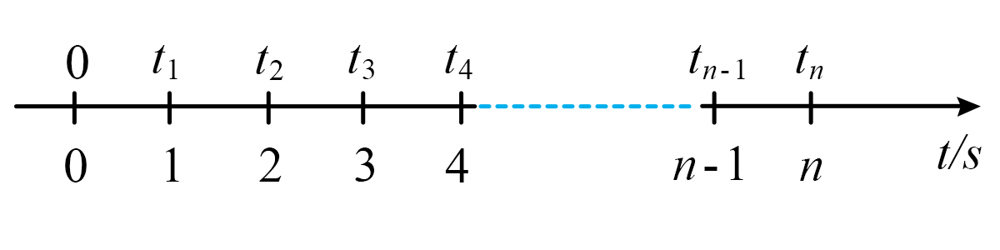 0 t₁ t₂ t₃ t₄ tₙ₋₁ tₙ
0 1 2 3 4 n-1 n t/s